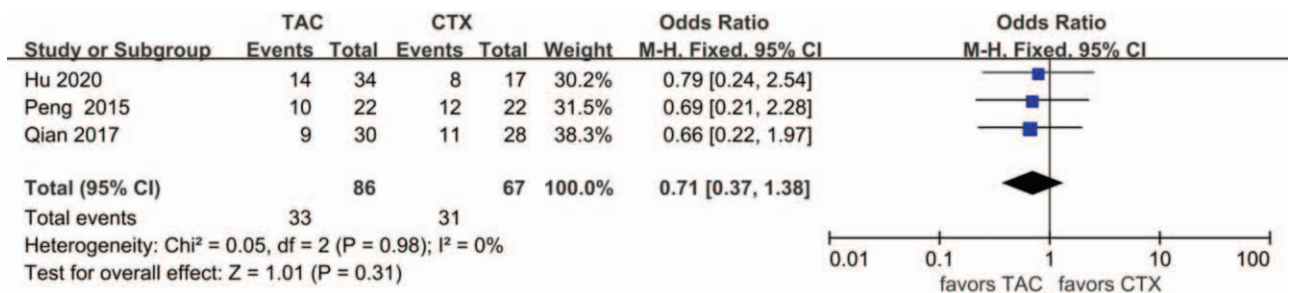 TAC CTX Odds Ratio Odds Ratio
Study or Subgroup Events Total Events Total Weight M-H, Fixed, 95% CI M-H, Fixed, 95% CI
Hu 2020 14 34 8 17 30.2% 0.79 [0.24, 2.54]
Peng 2015 10 22 12 22 31.5% 0.69 [0.21, 2.28]
Qian 2017 9 30 11 28 38.3% 0.66 [0.22, 1.97]
Total (95% CI) 86 67 100.0% 0.71 [0.37, 1.38]
Total events 33 31
Heterogeneity: Chi² = 0.05, df = 2 (P = 0.98); I² = 0%
Test for overall effect: Z = 1.01 (P = 0.31)
0.01 0.1 1 10 100
favors TAC favors CTX